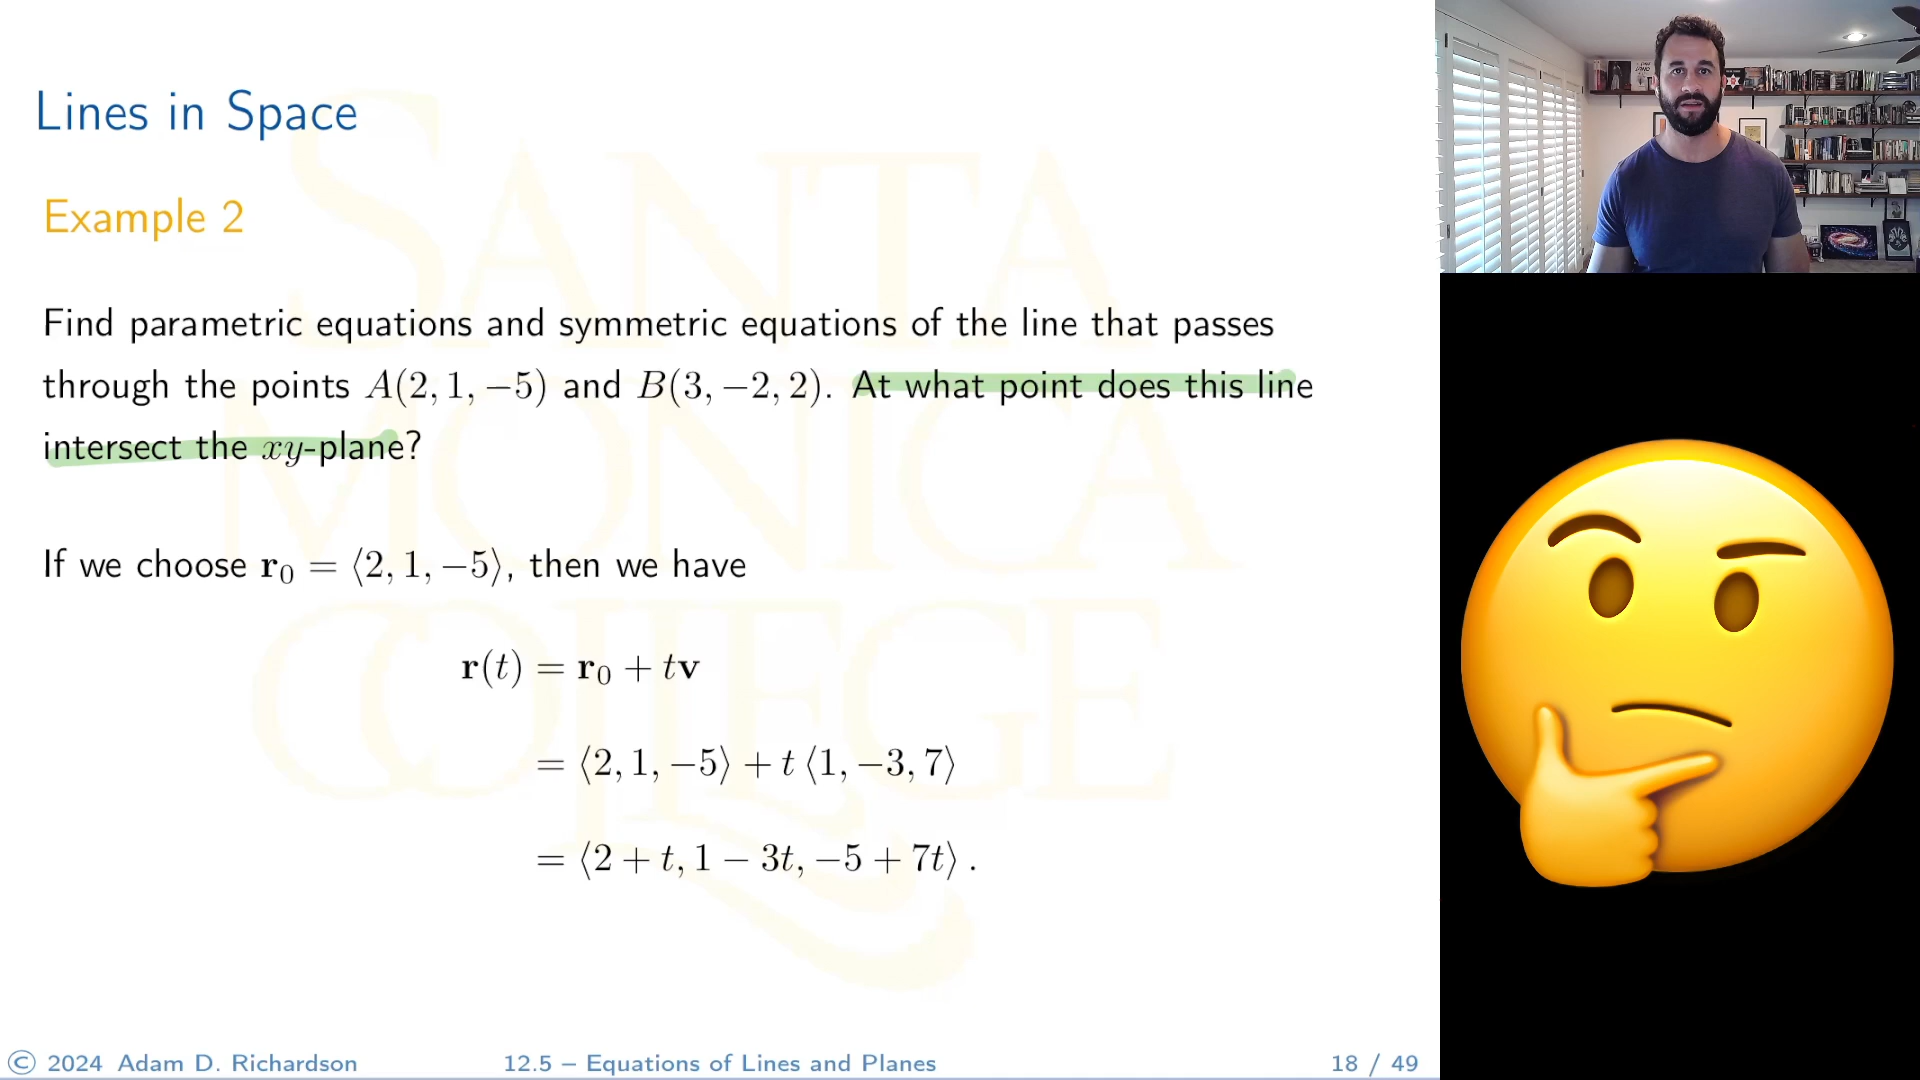 Lines in Space
Example 2
Find parametric equations and symmetric equations of the line that passes
through the points A(2, 1, −5) and B(3, −2, 2). At what point does this line
intersect the xy-plane?
If we choose r₀ = ⟨2, 1, −5⟩, then we have
r(t) = r₀ + tv
= ⟨2, 1, −5⟩ + t ⟨1, −3, 7⟩
= ⟨2 + t, 1 − 3t, −5 + 7t⟩ .
SANTA
MONICA
COLLEGE
© 2024 Adam D. Richardson
12.5 – Equations of Lines and Planes
18 / 49